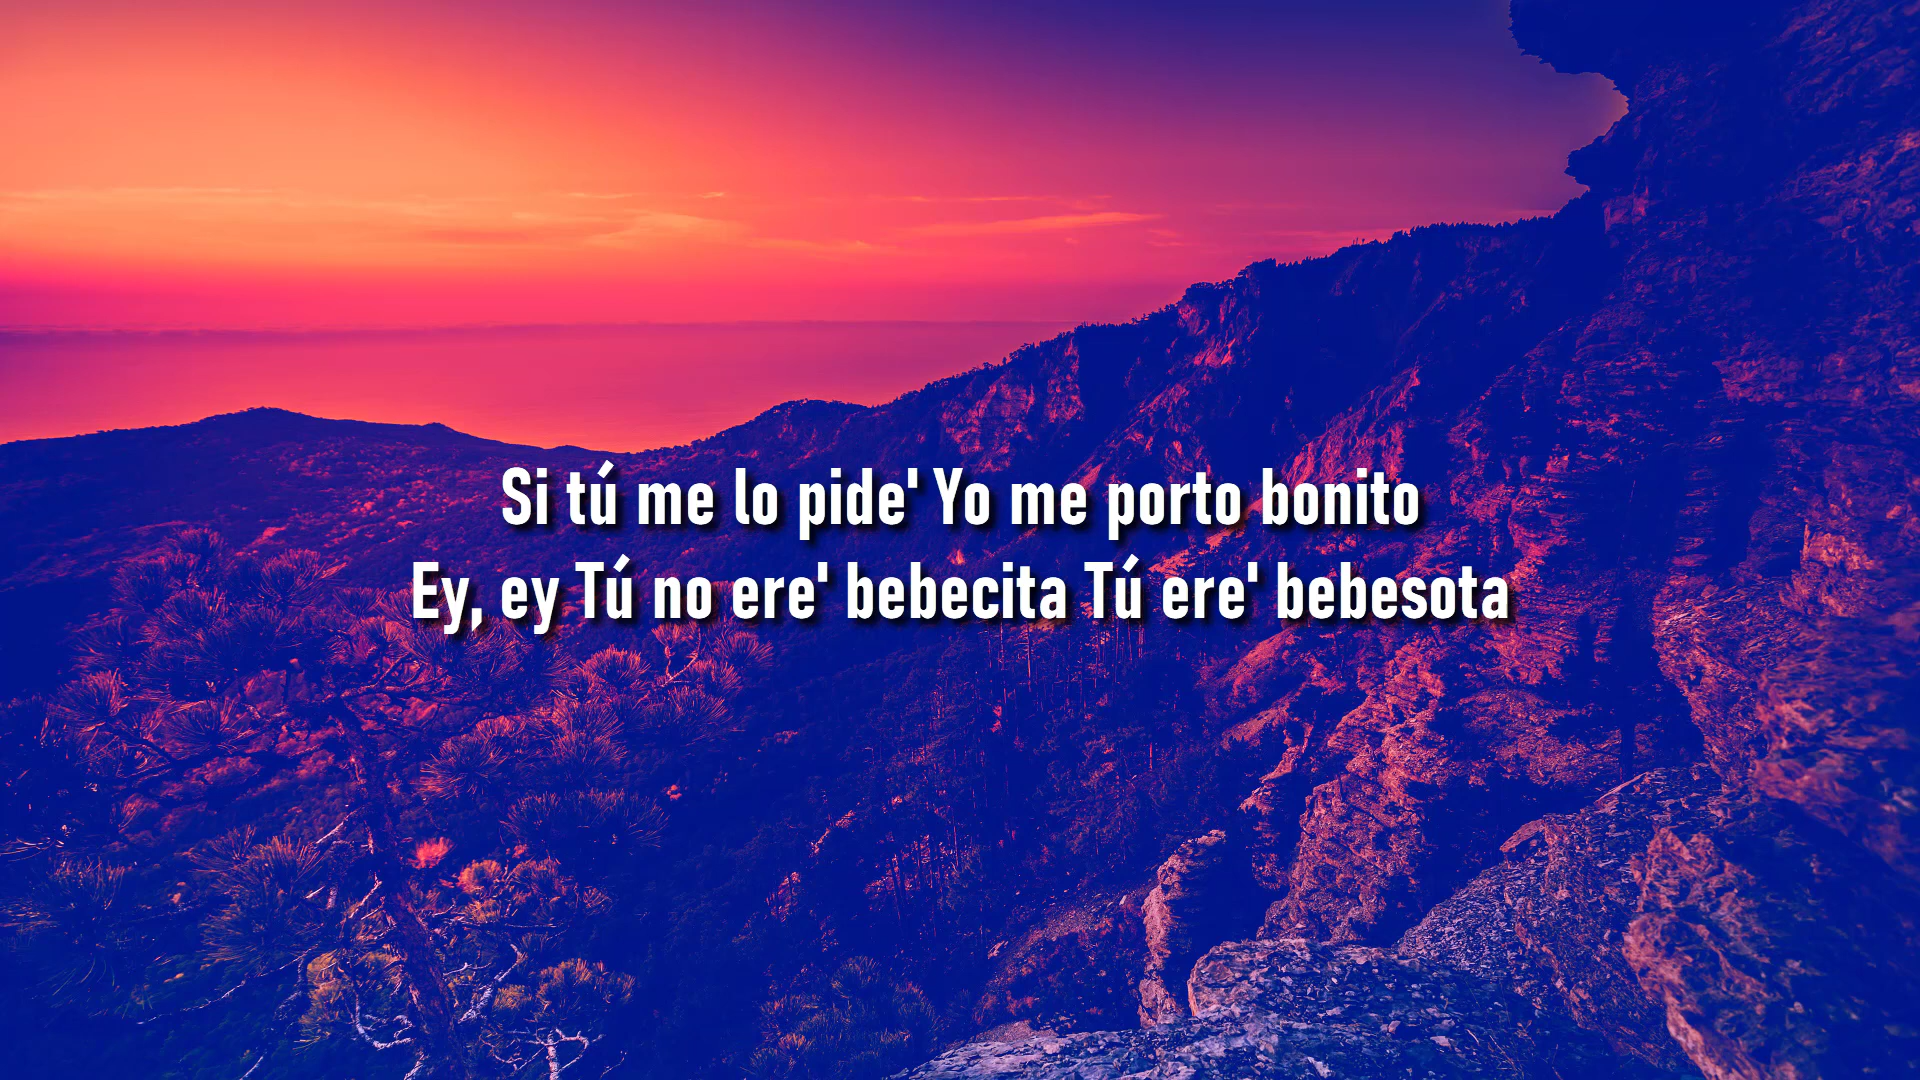 Si tú me lo pide' Yo me porto bonito
Ey, ey Tú no ere' bebecita Tú ere' bebesota